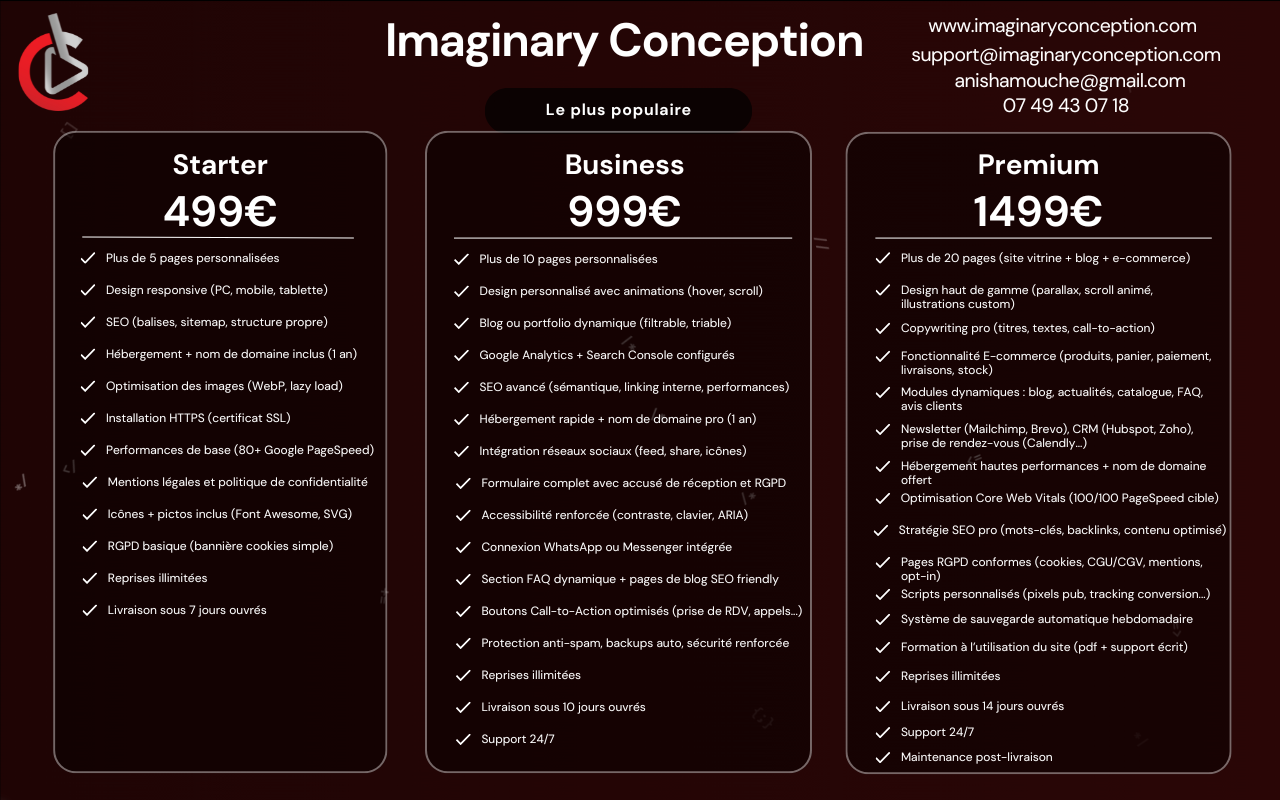 Imaginary Conception
www.imaginaryconception.com
support@imaginaryconception.com
anishamouche@gmail.com
07 49 43 07 18
Le plus populaire
Starter
499€
Plus de 5 pages personnalisées
Design responsive (PC, mobile, tablette)
SEO (balises, sitemap, structure propre)
Hébergement + nom de domaine inclus (1 an)
Optimisation des images (WebP, lazy load)
Installation HTTPS (certificat SSL)
Performances de base (80+ Google PageSpeed)
Mentions légales et politique de confidentialité
Icônes + pictos inclus (Font Awesome, SVG)
RGPD basique (bannière cookies simple)
Reprises illimitées
Livraison sous 7 jours ouvrés
Business
999€
Plus de 10 pages personnalisées
Design personnalisé avec animations (hover, scroll)
Blog ou portfolio dynamique (filtrable, triable)
Google Analytics + Search Console configurés
SEO avancé (sémantique, linking interne, performances)
Hébergement rapide + nom de domaine pro (1 an)
Intégration réseaux sociaux (feed, share, icônes)
Formulaire complet avec accusé de réception et RGPD
Accessibilité renforcée (contraste, clavier, ARIA)
Connexion WhatsApp ou Messenger intégrée
Section FAQ dynamique + pages de blog SEO friendly
Boutons Call-to-Action optimisés (prise de RDV, appels…)
Protection anti-spam, backups auto, sécurité renforcée
Reprises illimitées
Livraison sous 10 jours ouvrés
Support 24/7
Premium
1499€
Plus de 20 pages (site vitrine + blog + e-commerce)
Design haut de gamme (parallax, scroll animé,
illustrations custom)
Copywriting pro (titres, textes, call-to-action)
Fonctionnalité E-commerce (produits, panier, paiement,
livraisons, stock)
Modules dynamiques : blog, actualités, catalogue, FAQ,
avis clients
Newsletter (Mailchimp, Brevo), CRM (Hubspot, Zoho),
prise de rendez-vous (Calendly…)
Hébergement hautes performances + nom de domaine
offert
Optimisation Core Web Vitals (100/100 PageSpeed cible)
Stratégie SEO pro (mots-clés, backlinks, contenu optimisé)
Pages RGPD conformes (cookies, CGU/CGV, mentions,
opt-in)
Scripts personnalisés (pixels pub, tracking conversion…)
Système de sauvegarde automatique hebdomadaire
Formation à l’utilisation du site (pdf + support écrit)
Reprises illimitées
Livraison sous 14 jours ouvrés
Support 24/7
Maintenance post-livraison